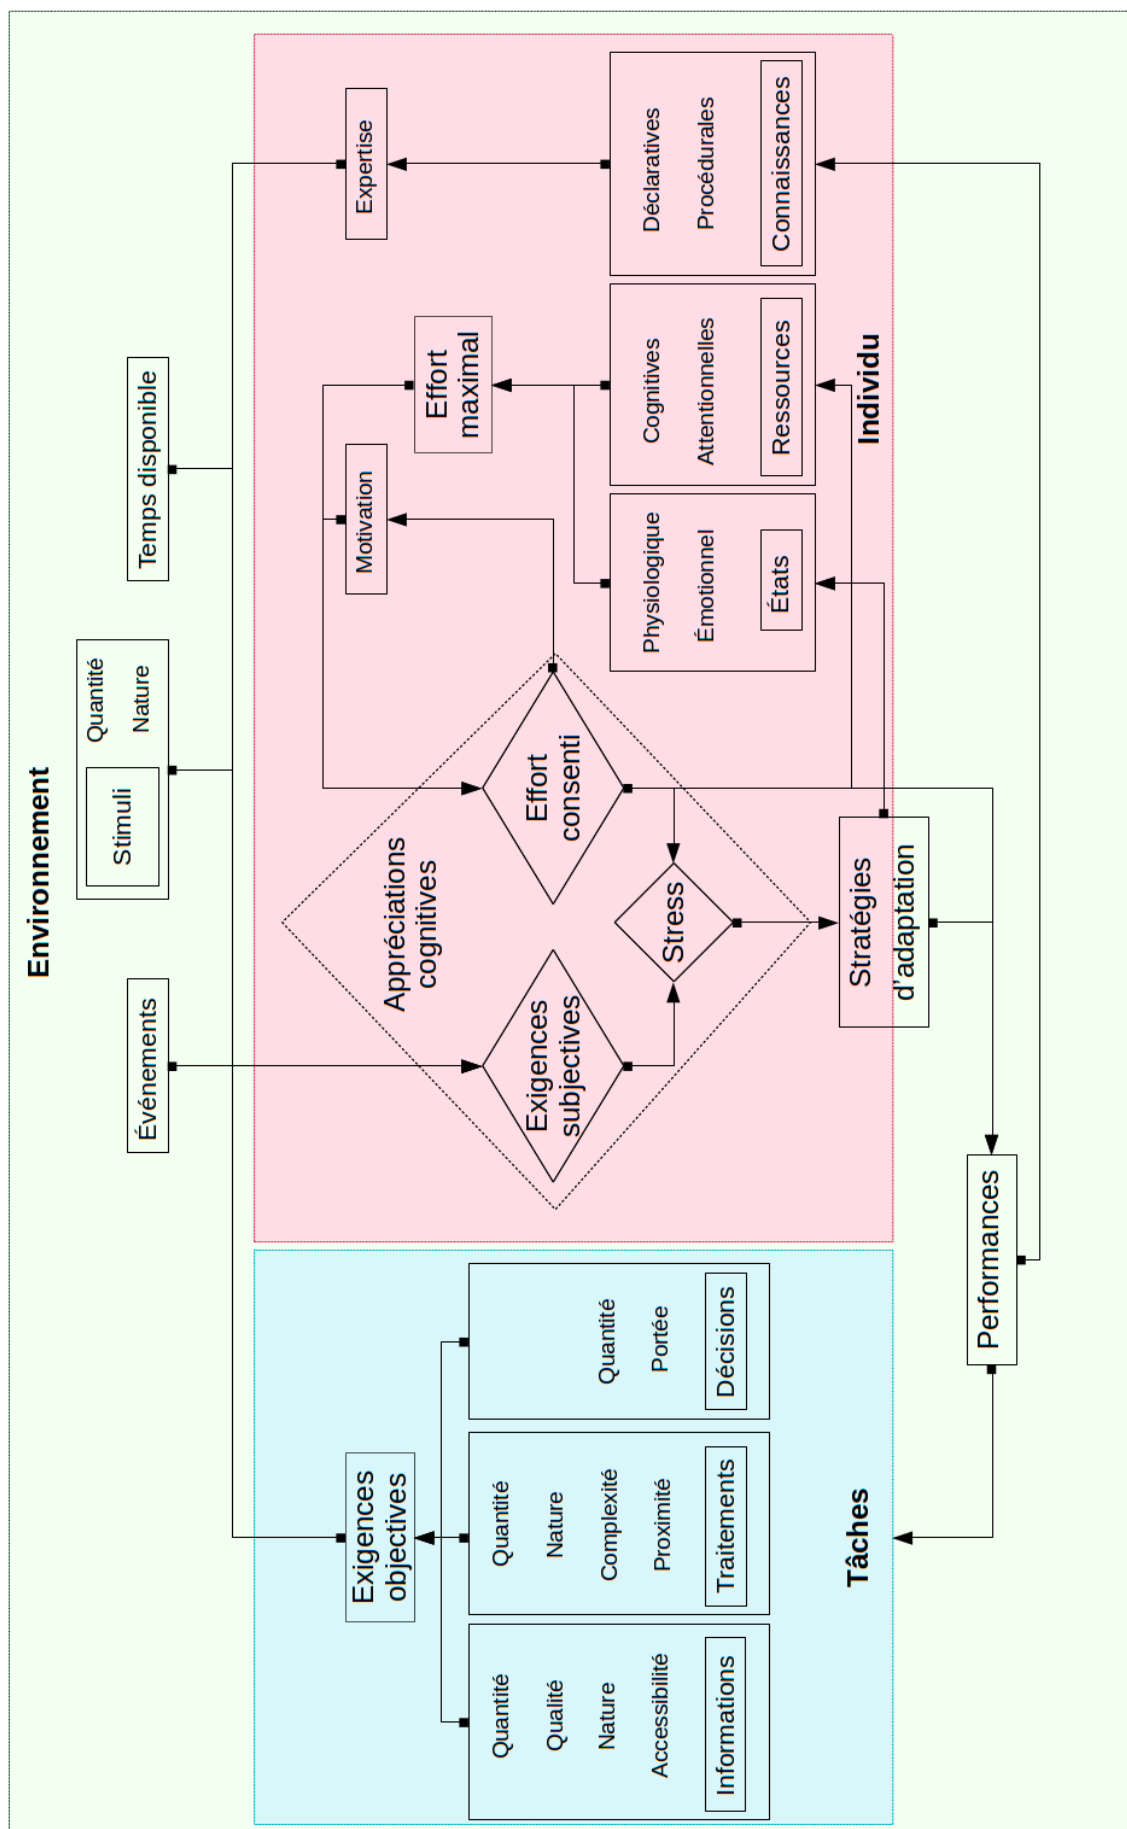 Environnement
Stimuli
Quantité
Nature
Événements
Temps disponible
Exigences
objectives
Quantité
Qualité
Nature
Accessibilité
Informations
Quantité
Nature
Complexité
Proximité
Traitements
Quantité
Portée
Décisions
Tâches
Appréciations
cognitives
Exigences
subjectives
Effort
consenti
Stress
Motivation
Effort
maximal
Expertise
Physiologique
Émotionnel
États
Cognitives
Attentionnelles
Ressources
Déclaratives
Procédurales
Connaissances
Individu
Stratégies
d'adaptation
Performances